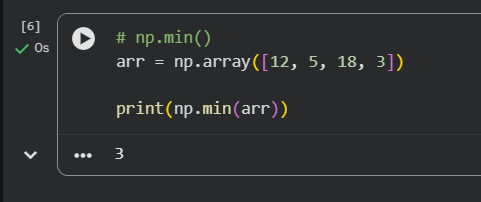 [6]
0s
# np.min()
arr = np.array([12, 5, 18, 3])
print(np.min(arr))
3